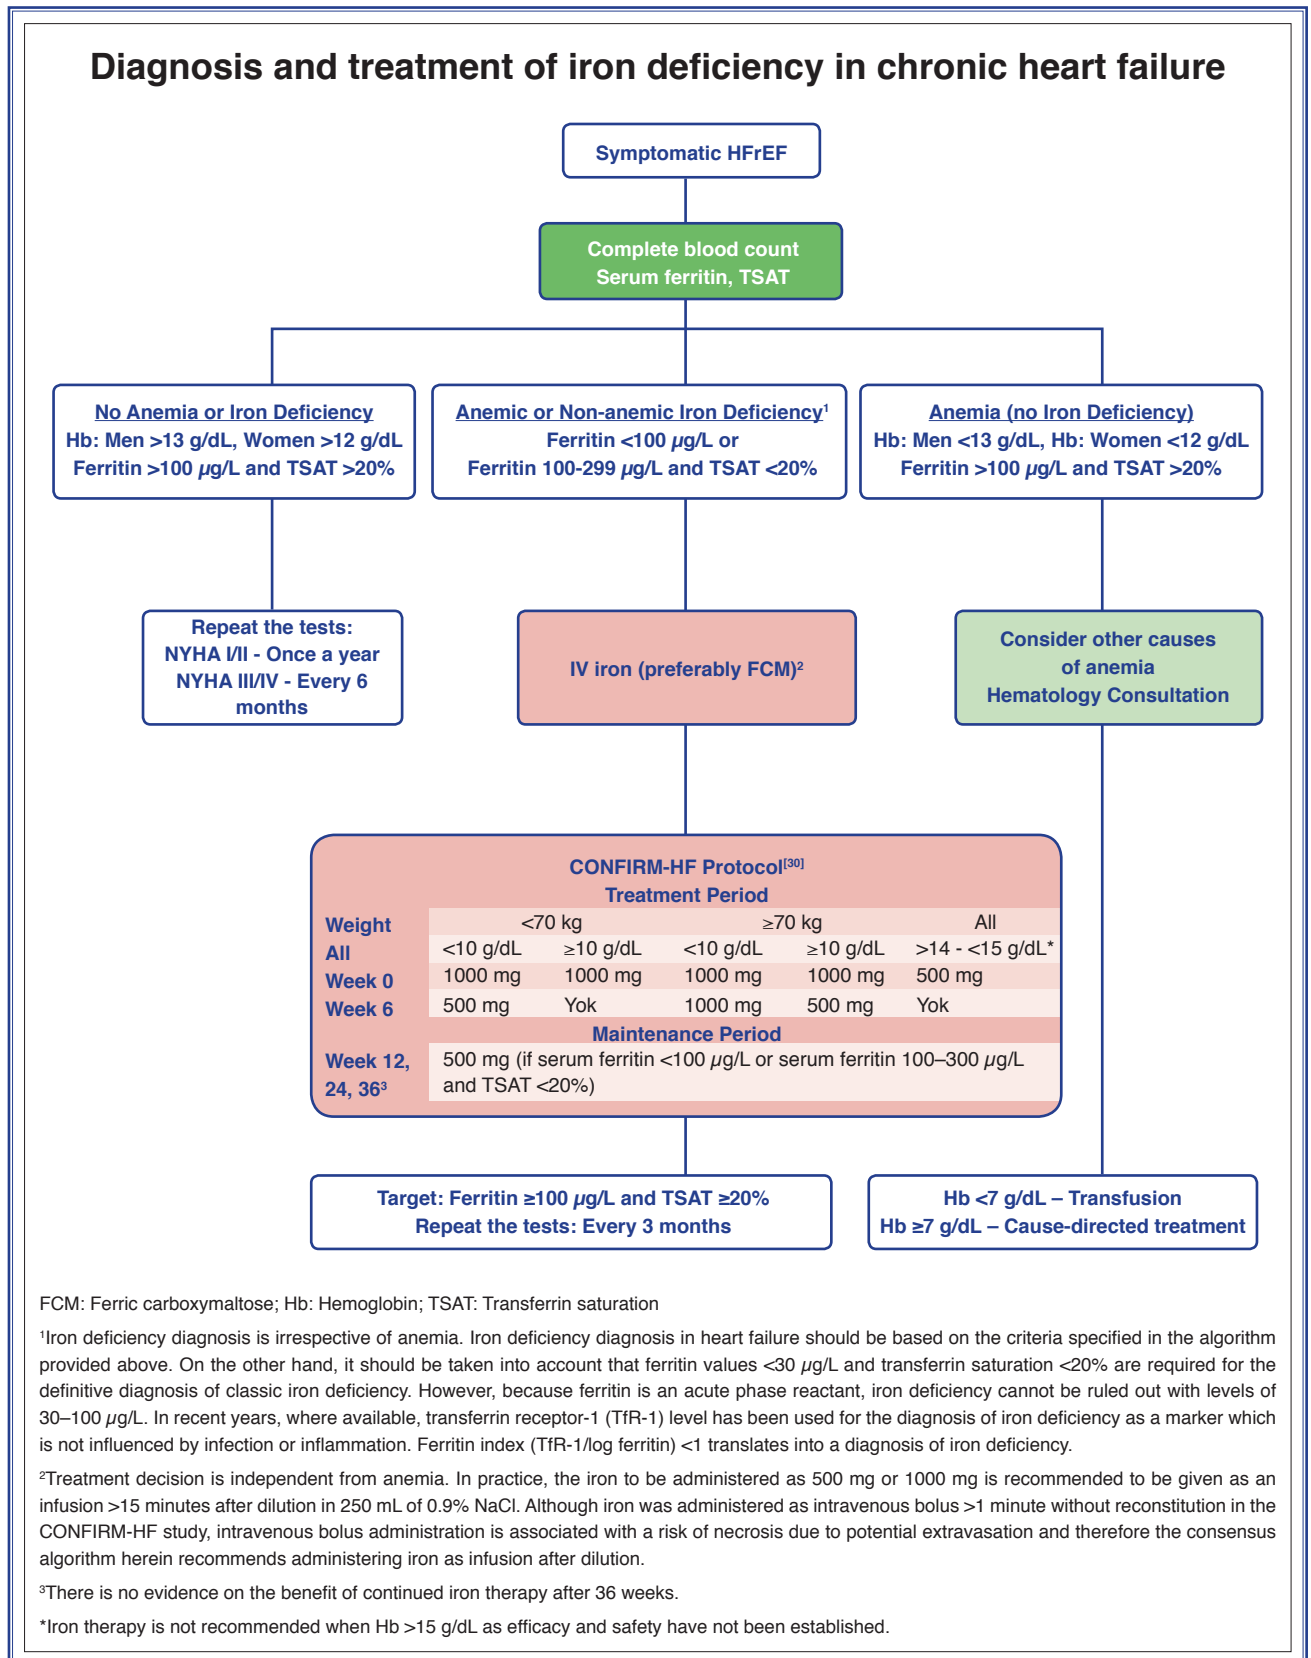 Diagnosis and treatment of iron deficiency in chronic heart failure
Symptomatic HFrEF
Complete blood count
Serum ferritin, TSAT
No Anemia or Iron Deficiency
Hb: Men >13 g/dL, Women >12 g/dL
Ferritin >100 µg/L and TSAT >20%
Anemic or Non-anemic Iron Deficiency¹
Ferritin <100 µg/L or
Ferritin 100-299 µg/L and TSAT <20%
Anemia (no Iron Deficiency)
Hb: Men <13 g/dL, Hb: Women <12 g/dL
Ferritin >100 µg/L and TSAT >20%
Repeat the tests:
NYHA I/II - Once a year
NYHA III/IV - Every 6
months
IV iron (preferably FCM)²
Consider other causes
of anemia
Hematology Consultation
CONFIRM-HF Protocol[30]
Treatment Period
Weight <70 kg ≥70 kg All
All <10 g/dL ≥10 g/dL <10 g/dL ≥10 g/dL >14 - <15 g/dL*
Week 0 1000 mg 1000 mg 1000 mg 1000 mg 500 mg
Week 6 500 mg Yok 1000 mg 500 mg Yok
Maintenance Period
Week 12, 500 mg (if serum ferritin <100 µg/L or serum ferritin 100–300 µg/L
24, 36³ and TSAT <20%)
Target: Ferritin ≥100 µg/L and TSAT ≥20%
Repeat the tests: Every 3 months
Hb <7 g/dL – Transfusion
Hb ≥7 g/dL – Cause-directed treatment
FCM: Ferric carboxymaltose; Hb: Hemoglobin; TSAT: Transferrin saturation
¹Iron deficiency diagnosis is irrespective of anemia. Iron deficiency diagnosis in heart failure should be based on the criteria specified in the algorithm
provided above. On the other hand, it should be taken into account that ferritin values <30 µg/L and transferrin saturation <20% are required for the
definitive diagnosis of classic iron deficiency. However, because ferritin is an acute phase reactant, iron deficiency cannot be ruled out with levels of
30–100 µg/L. In recent years, where available, transferrin receptor-1 (TfR-1) level has been used for the diagnosis of iron deficiency as a marker which
is not influenced by infection or inflammation. Ferritin index (TfR-1/log ferritin) <1 translates into a diagnosis of iron deficiency.
²Treatment decision is independent from anemia. In practice, the iron to be administered as 500 mg or 1000 mg is recommended to be given as an
infusion >15 minutes after dilution in 250 mL of 0.9% NaCl. Although iron was administered as intravenous bolus >1 minute without reconstitution in the
CONFIRM-HF study, intravenous bolus administration is associated with a risk of necrosis due to potential extravasation and therefore the consensus
algorithm herein recommends administering iron as infusion after dilution.
³There is no evidence on the benefit of continued iron therapy after 36 weeks.
*Iron therapy is not recommended when Hb >15 g/dL as efficacy and safety have not been established.